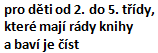 pro děti od 2. do 5. třídy,
které mají rády knihy
a baví je číst